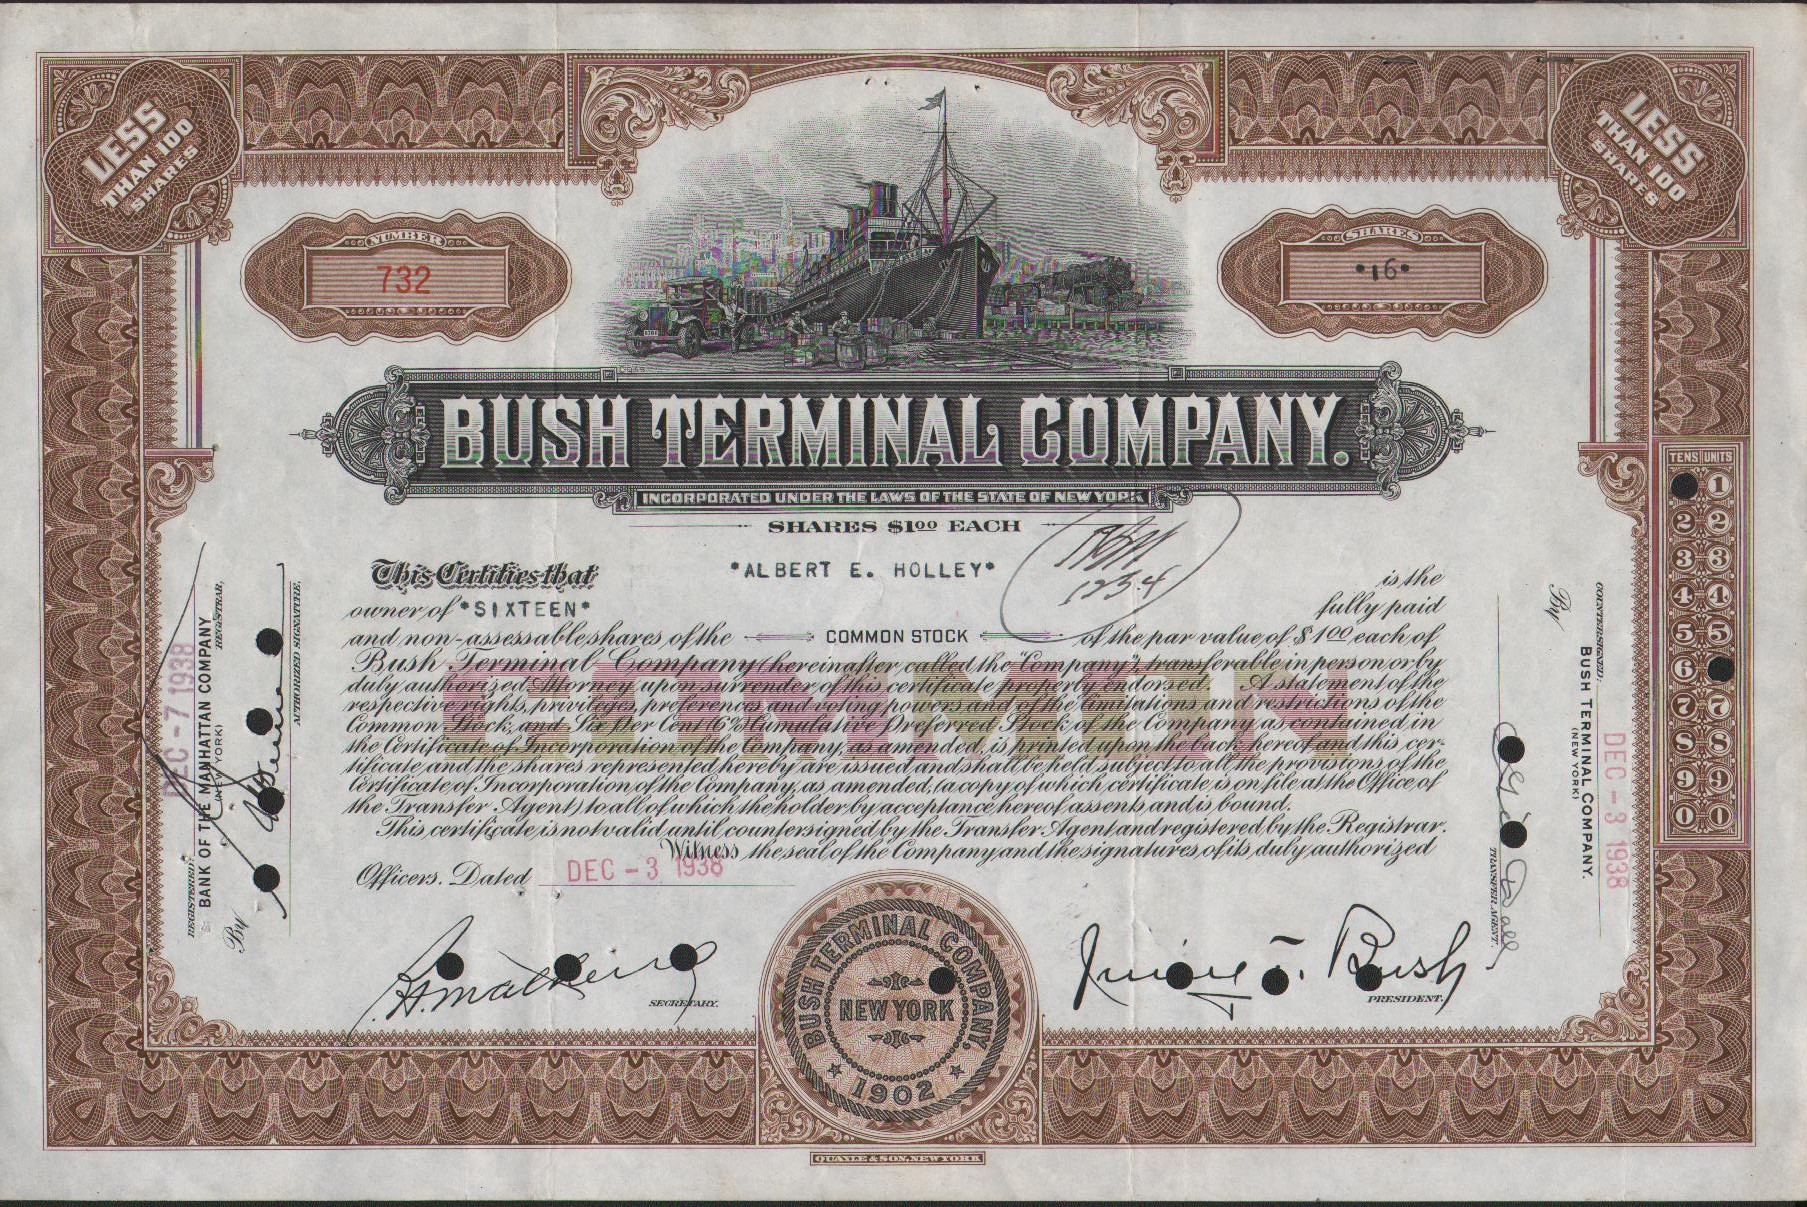 LESS
THAN 100
SHARES
LESS
THAN 100
SHARES
NUMBER
732
SHARES
•16•
BUSH TERMINAL COMPANY.
INCORPORATED UNDER THE LAWS OF THE STATE OF NEW YORK
SHARES $1.00 EACH
This Certifies that *ALBERT E. HOLLEY* is the
owner of *SIXTEEN* fully paid
and non-assessable shares of the COMMON STOCK of the par value of $1.00 each of
Bush Terminal Company (hereinafter called the "Company"), transferable in person or by
duly authorized Attorney upon surrender of this certificate properly endorsed. A statement of the
respective rights, privileges, preferences and voting powers and of the limitations and restrictions of the
Common Stock, and Six Per Cent (6%) Cumulative Preferred Stock, of the Company, as contained in
the Certificate of Incorporation of the Company, as amended, is printed upon the back hereof and this cer-
tificate and the shares represented hereby are issued and shall be held subject to all the provisions of the
Certificate of Incorporation of the Company, as amended, (a copy of which certificate is on file at the Office of
the Transfer Agent) to all of which the holder by acceptance hereof assents and is bound.
This certificate is not valid until countersigned by the Transfer Agent and registered by the Registrar.
Witness the seal of the Company and the signatures of its duly authorized
Officers. Dated DEC - 3 1938
COMMON
SECRETARY.
Irving T. Bush
PRESIDENT.
BUSH TERMINAL COMPANY,
NEW YORK
1902
QUAYLE & SON, NEW YORK
DEC - 7 1938
REGISTERED:
BANK OF THE MANHATTAN COMPANY
(NEW YORK)
REGISTRAR,
By
AUTHORIZED SIGNATURE.
COUNTERSIGNED:
BUSH TERMINAL COMPANY,
(NEW YORK)
By
TRANSFER AGENT.
DEC - 3 1938
TENS UNITS
1
2 2
3 3
4 4
5 5
6
7 7
8 8
9 9
0 0